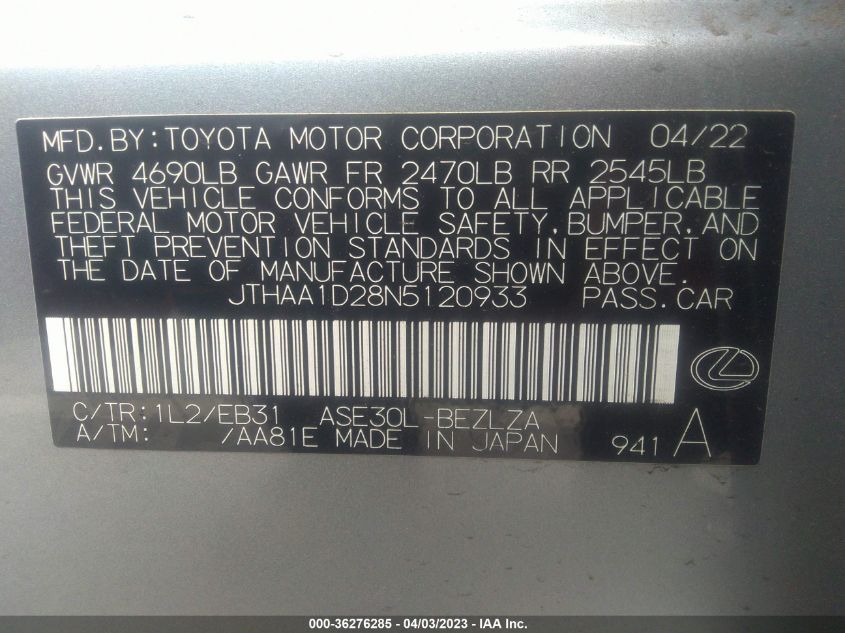 MFD.BY:TOYOTA MOTOR CORPORATION 04/22
GVWR 4690LB GAWR FR 2470LB RR 2545LB
THIS VEHICLE CONFORMS TO ALL APPLICABLE
FEDERAL MOTOR VEHICLE SAFETY,BUMPER,AND
THEFT PREVENTION STANDARDS IN EFFECT ON
THE DATE OF MANUFACTURE SHOWN ABOVE.
JTHAA1D28N5120933 PASS.CAR
C/TR:1L2/EB31 ASE30L-BEZLZA
A/TM: /AA81E MADE IN JAPAN 941 A
000-36276285 - 04/03/2023 - IAA Inc.